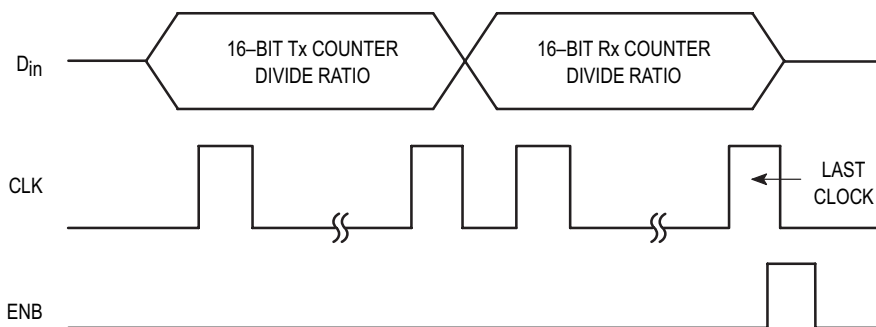 Din
16–BIT Tx COUNTER
DIVIDE RATIO
16–BIT Rx COUNTER
DIVIDE RATIO
CLK
LAST
CLOCK
ENB